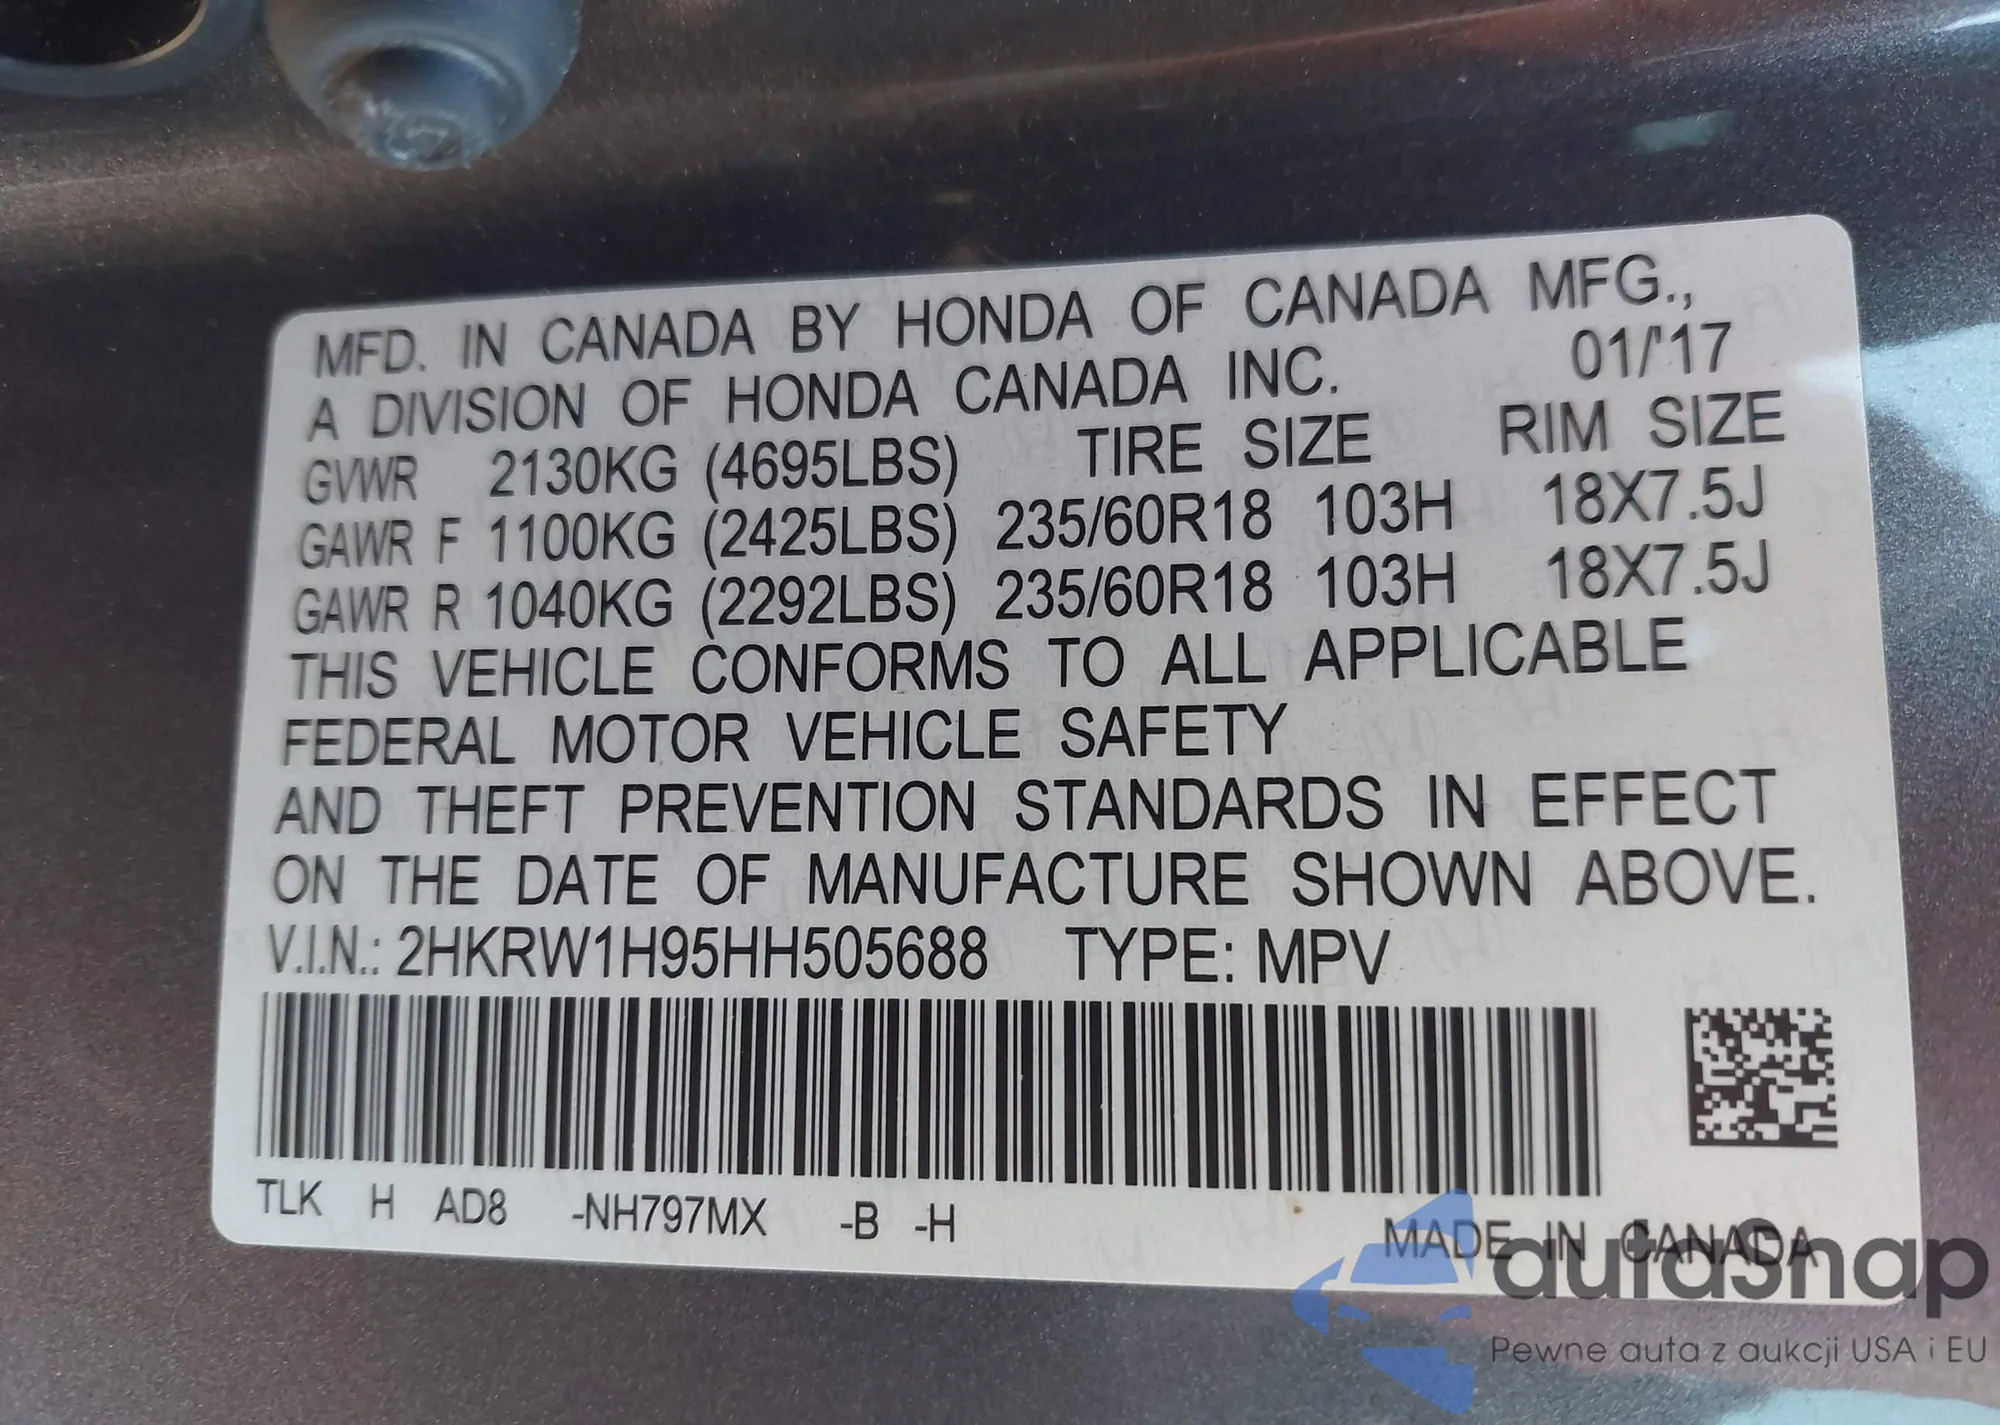 MFD. IN CANADA BY HONDA OF CANADA MFG.,
A DIVISION OF HONDA CANADA INC. 01/'17
GVWR 2130KG (4695LBS) TIRE SIZE RIM SIZE
GAWR F 1100KG (2425LBS) 235/60R18 103H 18X7.5J
GAWR R 1040KG (2292LBS) 235/60R18 103H 18X7.5J
THIS VEHICLE CONFORMS TO ALL APPLICABLE
FEDERAL MOTOR VEHICLE SAFETY
AND THEFT PREVENTION STANDARDS IN EFFECT
ON THE DATE OF MANUFACTURE SHOWN ABOVE.
V.I.N.: 2HKRW1H95HH505688 TYPE: MPV
TLK H AD8 -NH797MX -B -H MADE IN CANADA
autaSnap
Pewne auta z aukcji USA i EU